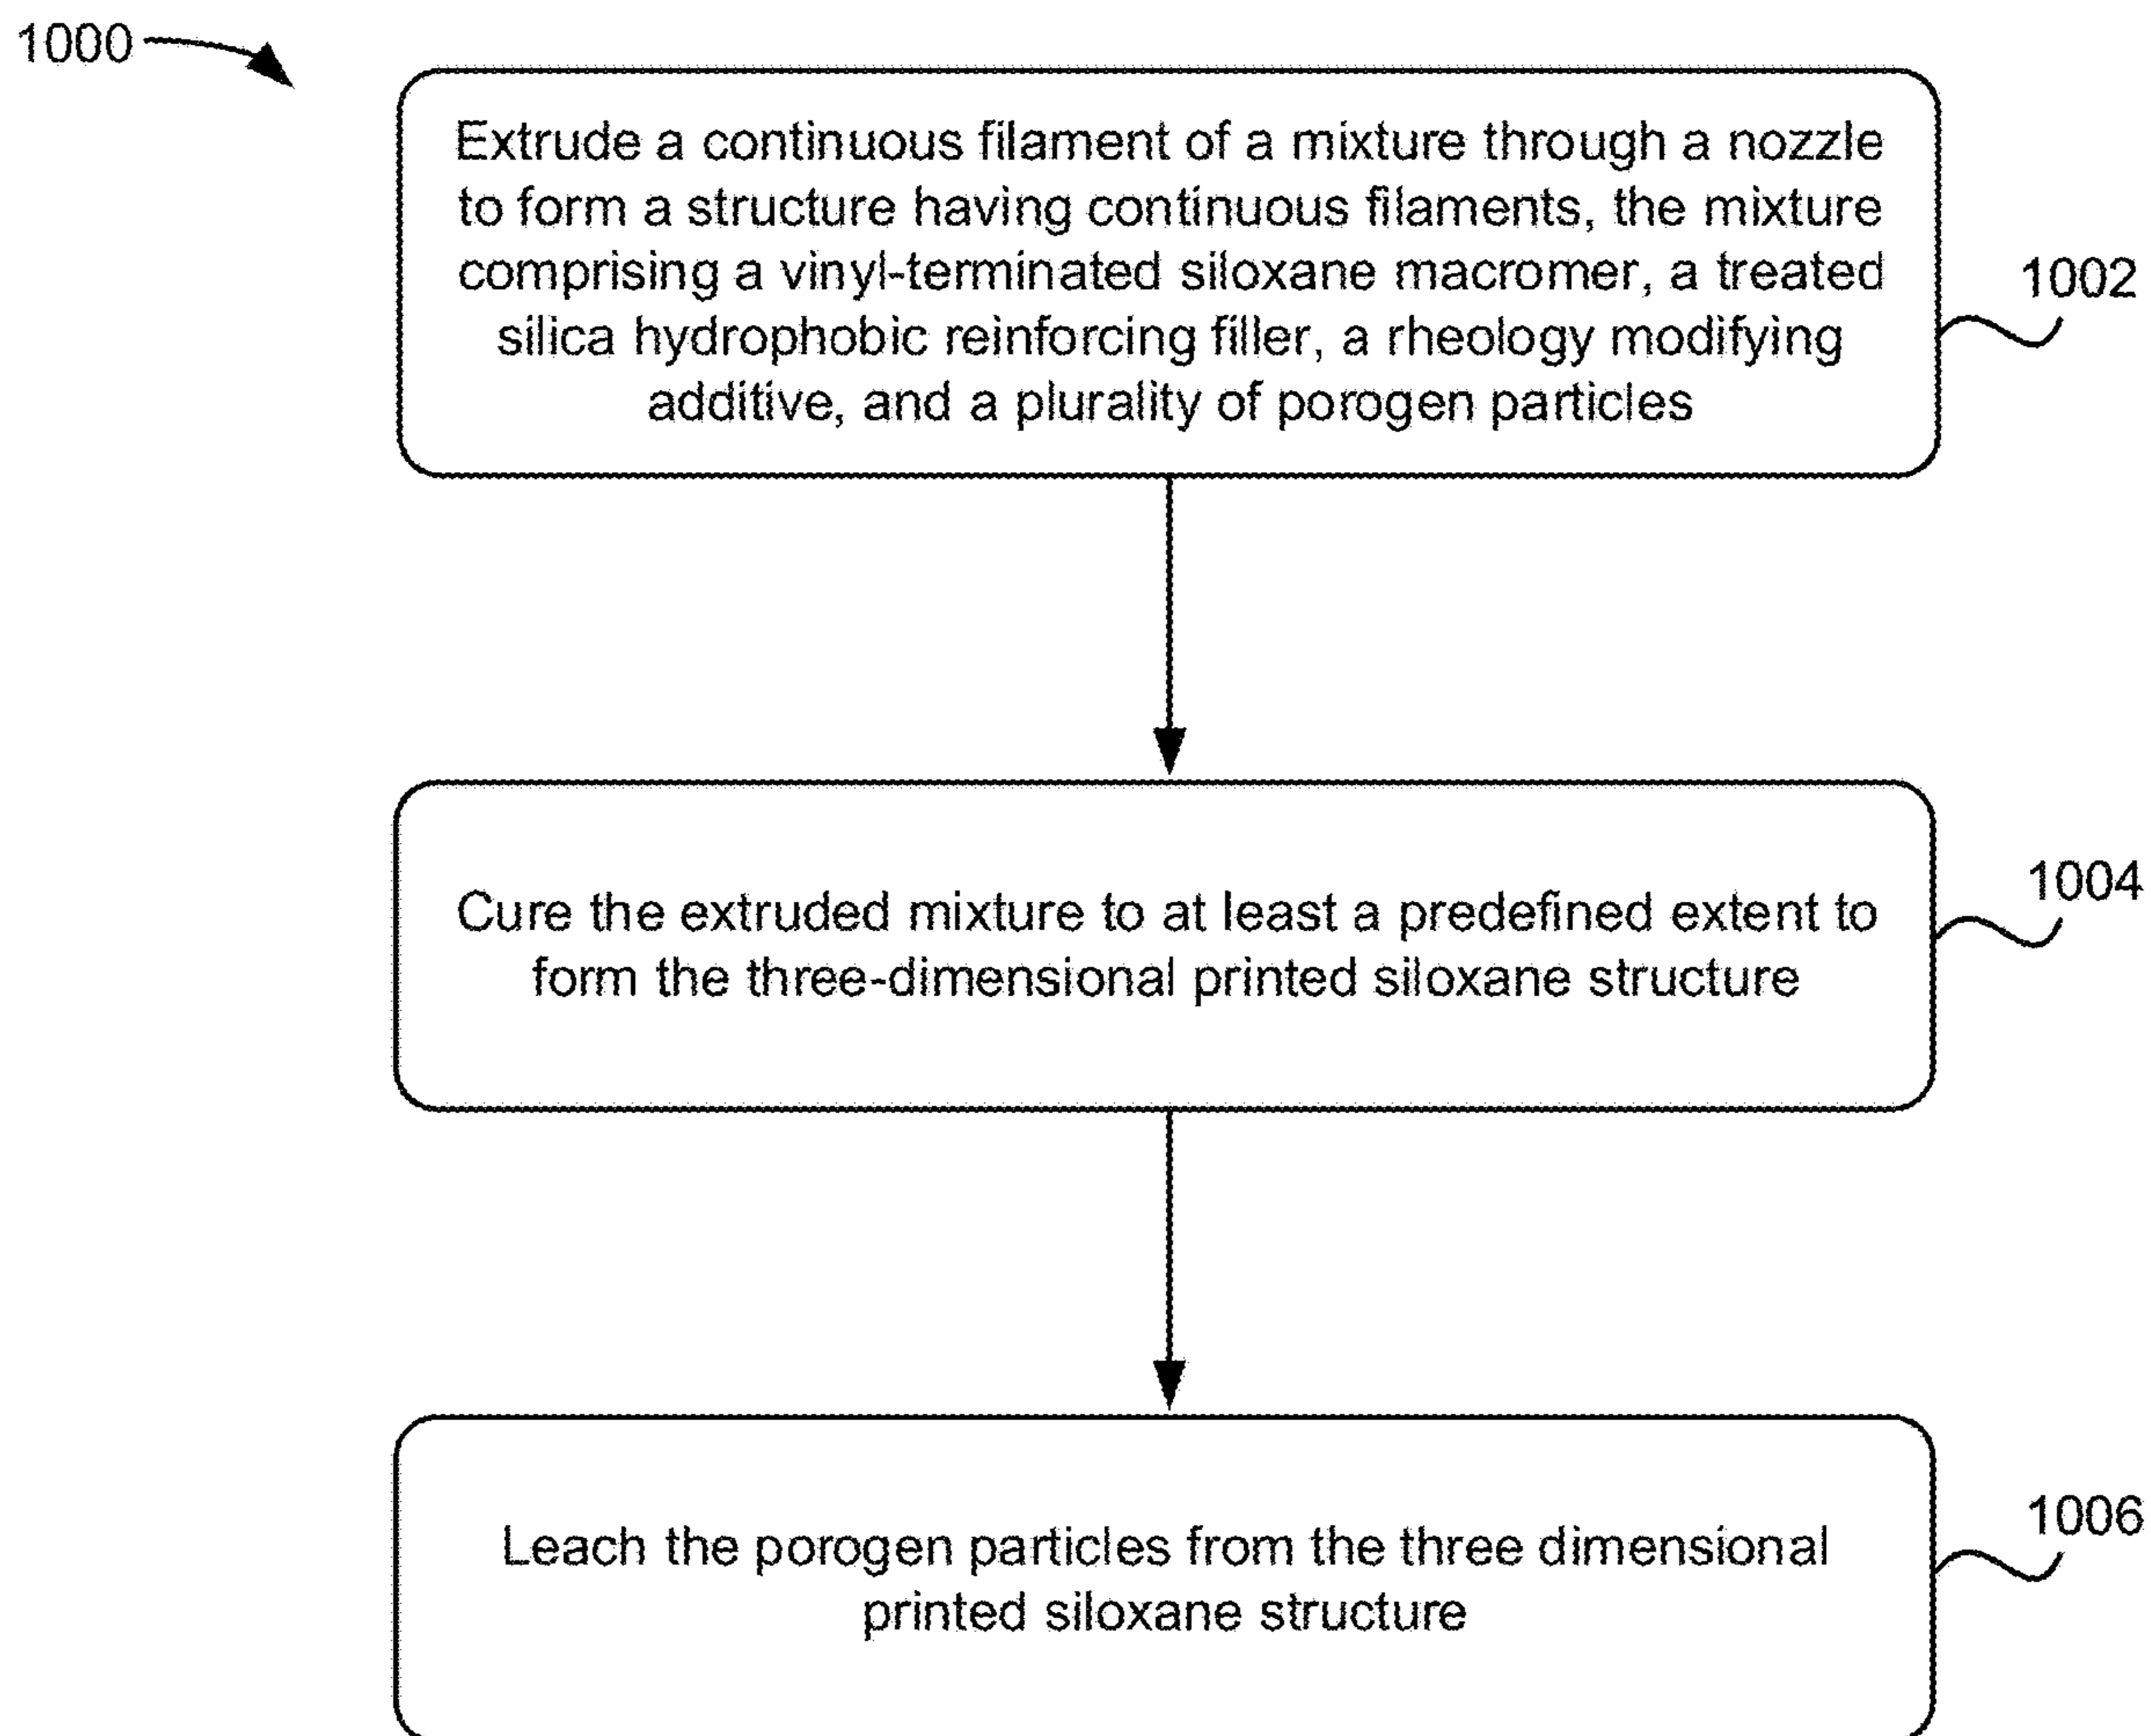 1000
Extrude a continuous filament of a mixture through a nozzle
to form a structure having continuous filaments, the mixture
comprising a vinyl-terminated siloxane macromer, a treated
silica hydrophobic reinforcing filler, a rheology modifying
additive, and a plurality of porogen particles
1002
Cure the extruded mixture to at least a predefined extent to
form the three-dimensional printed siloxane structure
1004
Leach the porogen particles from the three dimensional
printed siloxane structure
1006